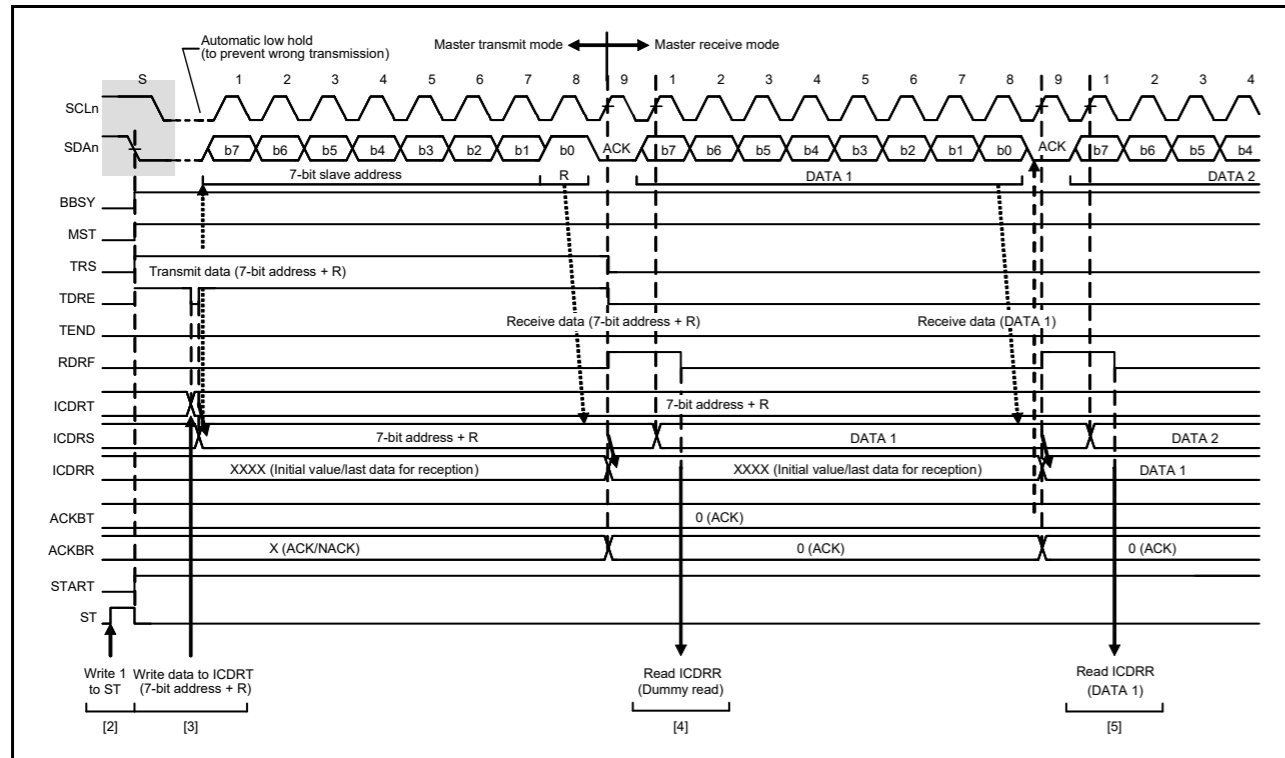 Automatic low hold
(to prevent wrong transmission)
Master transmit mode
Master receive mode
S 1 2 3 4 5 6 7 8 9 1 2 3 4 5 6 7 8 9 1 2 3 4
SCLn
SDAn b7 b6 b5 b4 b3 b2 b1 b0 ACK b7 b6 b5 b4 b3 b2 b1 b0 ACK b7 b6 b5 b4
7-bit slave address R DATA 1 DATA 2
BBSY
MST
TRS
Transmit data (7-bit address + R)
TDRE
Receive data (7-bit address + R) Receive data (DATA 1)
TEND
RDRF
ICDRT 7-bit address + R
ICDRS 7-bit address + R DATA 1 DATA 2
ICDRR XXXX (Initial value/last data for reception) XXXX (Initial value/last data for reception) DATA 1
ACKBT 0 (ACK)
ACKBR X (ACK/NACK) 0 (ACK) 0 (ACK)
START
ST
Write 1
to ST
Write data to ICDRT
(7-bit address + R)
Read ICDRR
(Dummy read)
Read ICDRR
(DATA 1)
[2] [3] [4] [5]